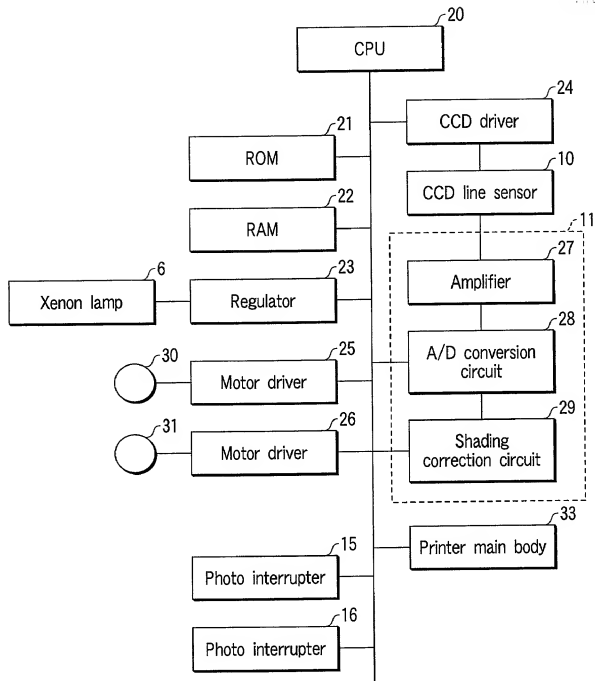 20
CPU
24
CCD driver
21
ROM
10
CCD line sensor
22
RAM
11
27
Amplifier
6
Xenon lamp
23
Regulator
28
A/D conversion
circuit
30
25
Motor driver
29
Shading
correction circuit
31
26
Motor driver
33
Printer main body
15
Photo interrupter
16
Photo interrupter